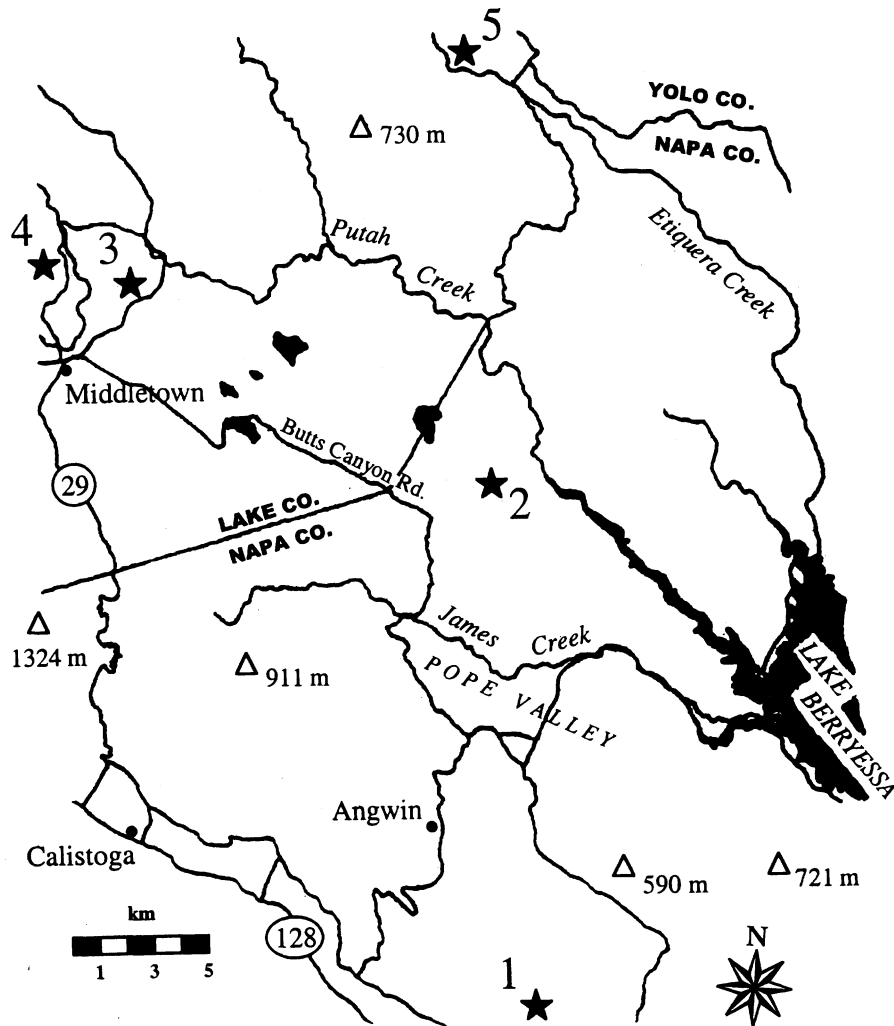 5
YOLO CO.
NAPA CO.
730 m
Putah
Creek
Etiquera Creek
4
3
Middletown
Butts Canyon Rd.
29
2
LAKE CO.
NAPA CO.
1324 m
911 m
James
Creek
POPE VALLEY
LAKE
BERRYESSA
Angwin
Calistoga
590 m
721 m
km
1 3 5
128
1
N